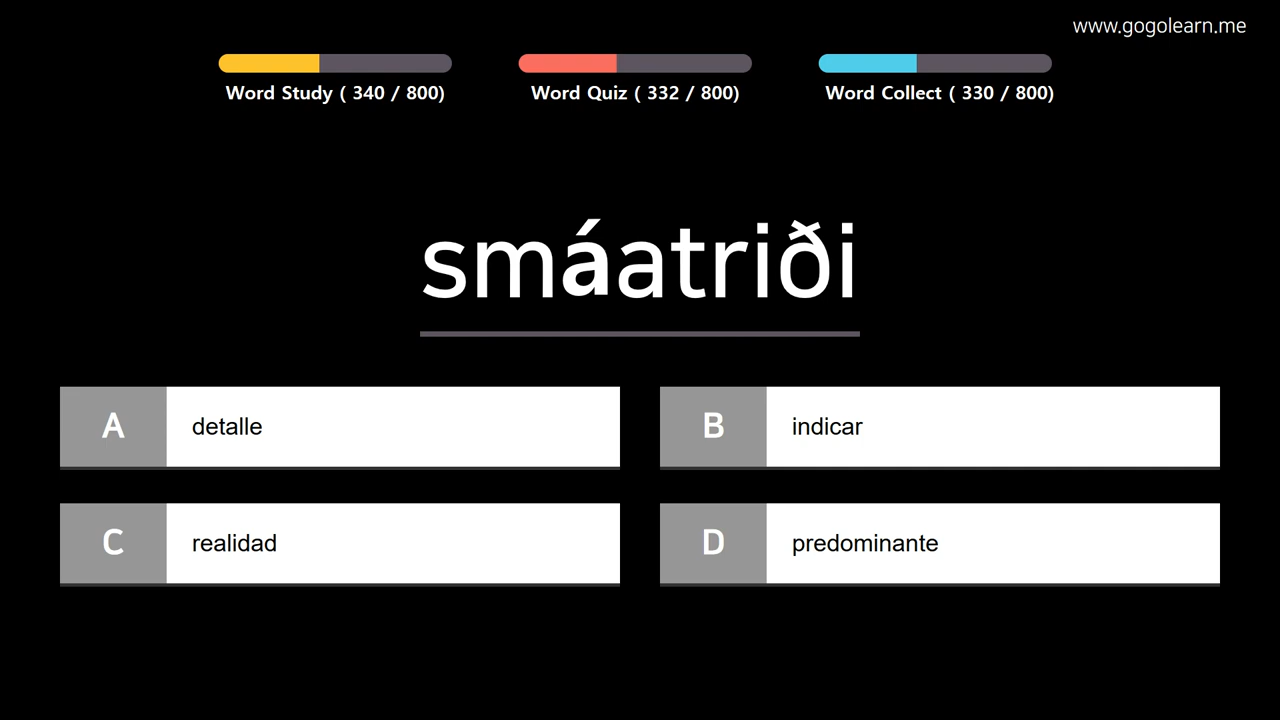 www.gogolearn.me
Word Study ( 340 / 800)
Word Quiz ( 332 / 800)
Word Collect ( 330 / 800)
smáatriði
A detalle
B indicar
C realidad
D predominante